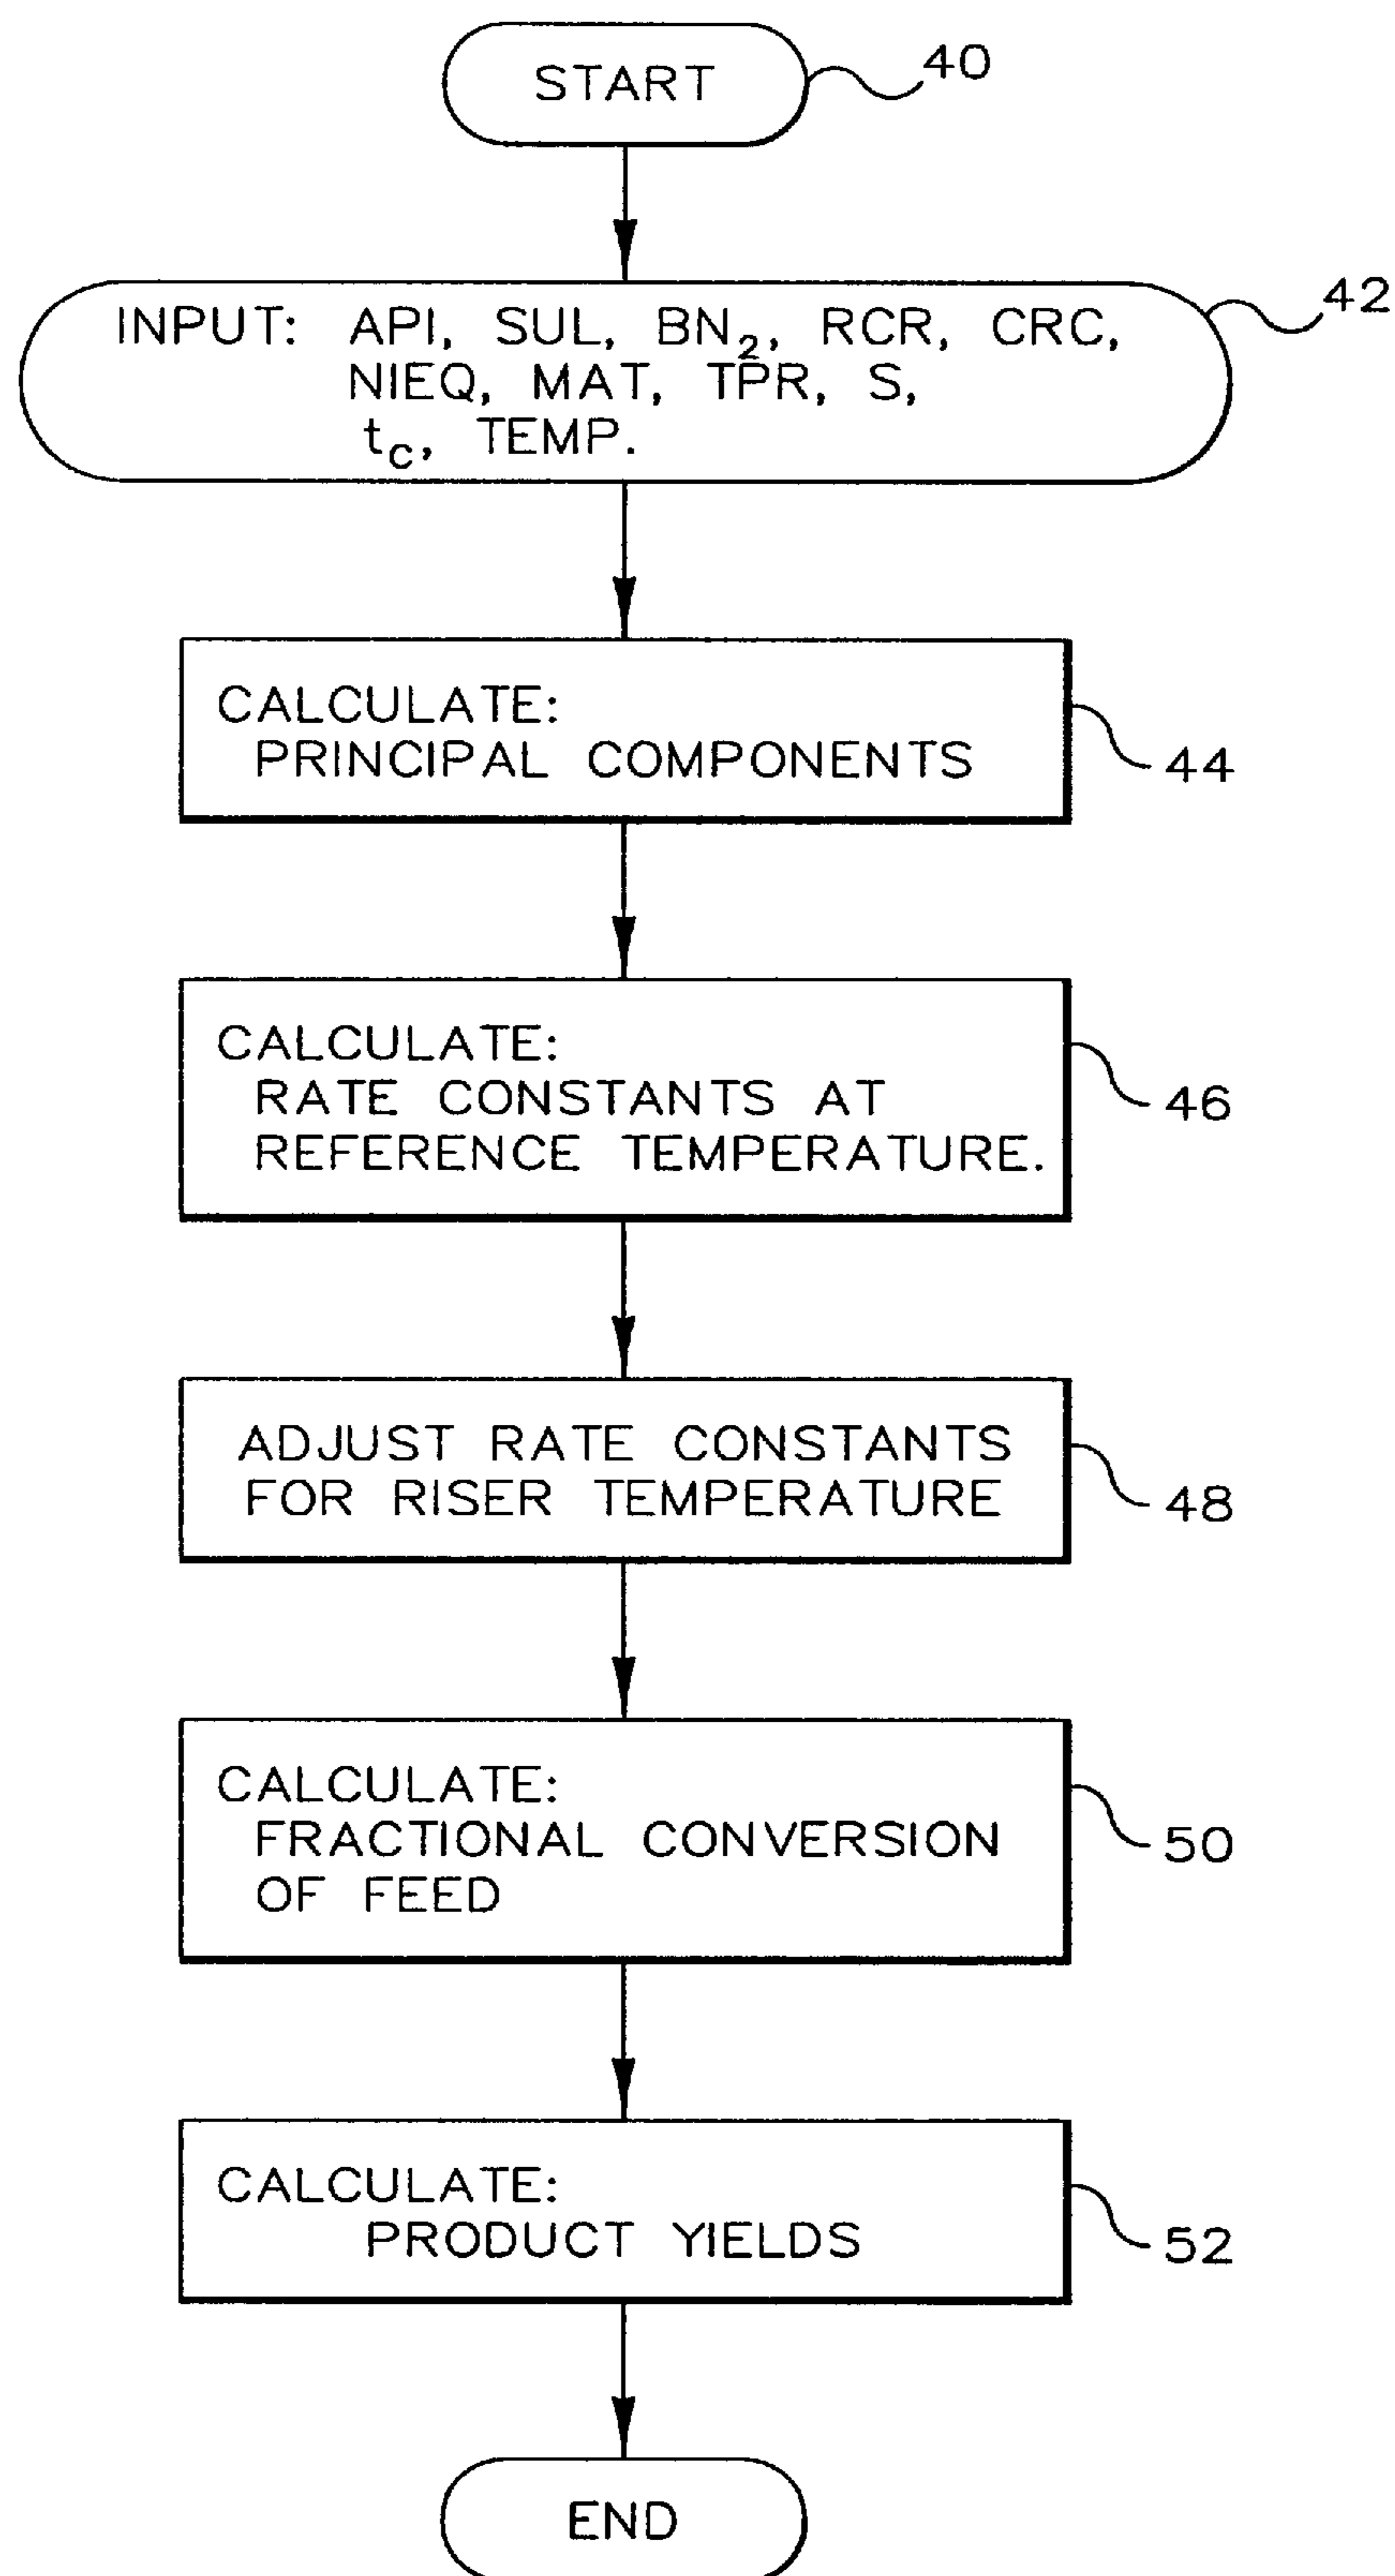 START
40
INPUT: API, SUL, BN₂, RCR, CRC,
NIEQ, MAT, TPR, S,
t_C, TEMP.
42
CALCULATE:
PRINCIPAL COMPONENTS
44
CALCULATE:
RATE CONSTANTS AT
REFERENCE TEMPERATURE.
46
ADJUST RATE CONSTANTS
FOR RISER TEMPERATURE
48
CALCULATE:
FRACTIONAL CONVERSION
OF FEED
50
CALCULATE:
PRODUCT YIELDS
52
END